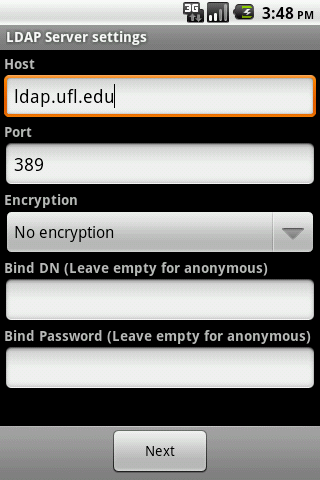 3G 3:48 PM
LDAP Server settings
Host
ldap.ufl.edu
Port
389
Encryption
No encryption
Bind DN (Leave empty for anonymous)
Bind Password (Leave empty for anonymous)
Next